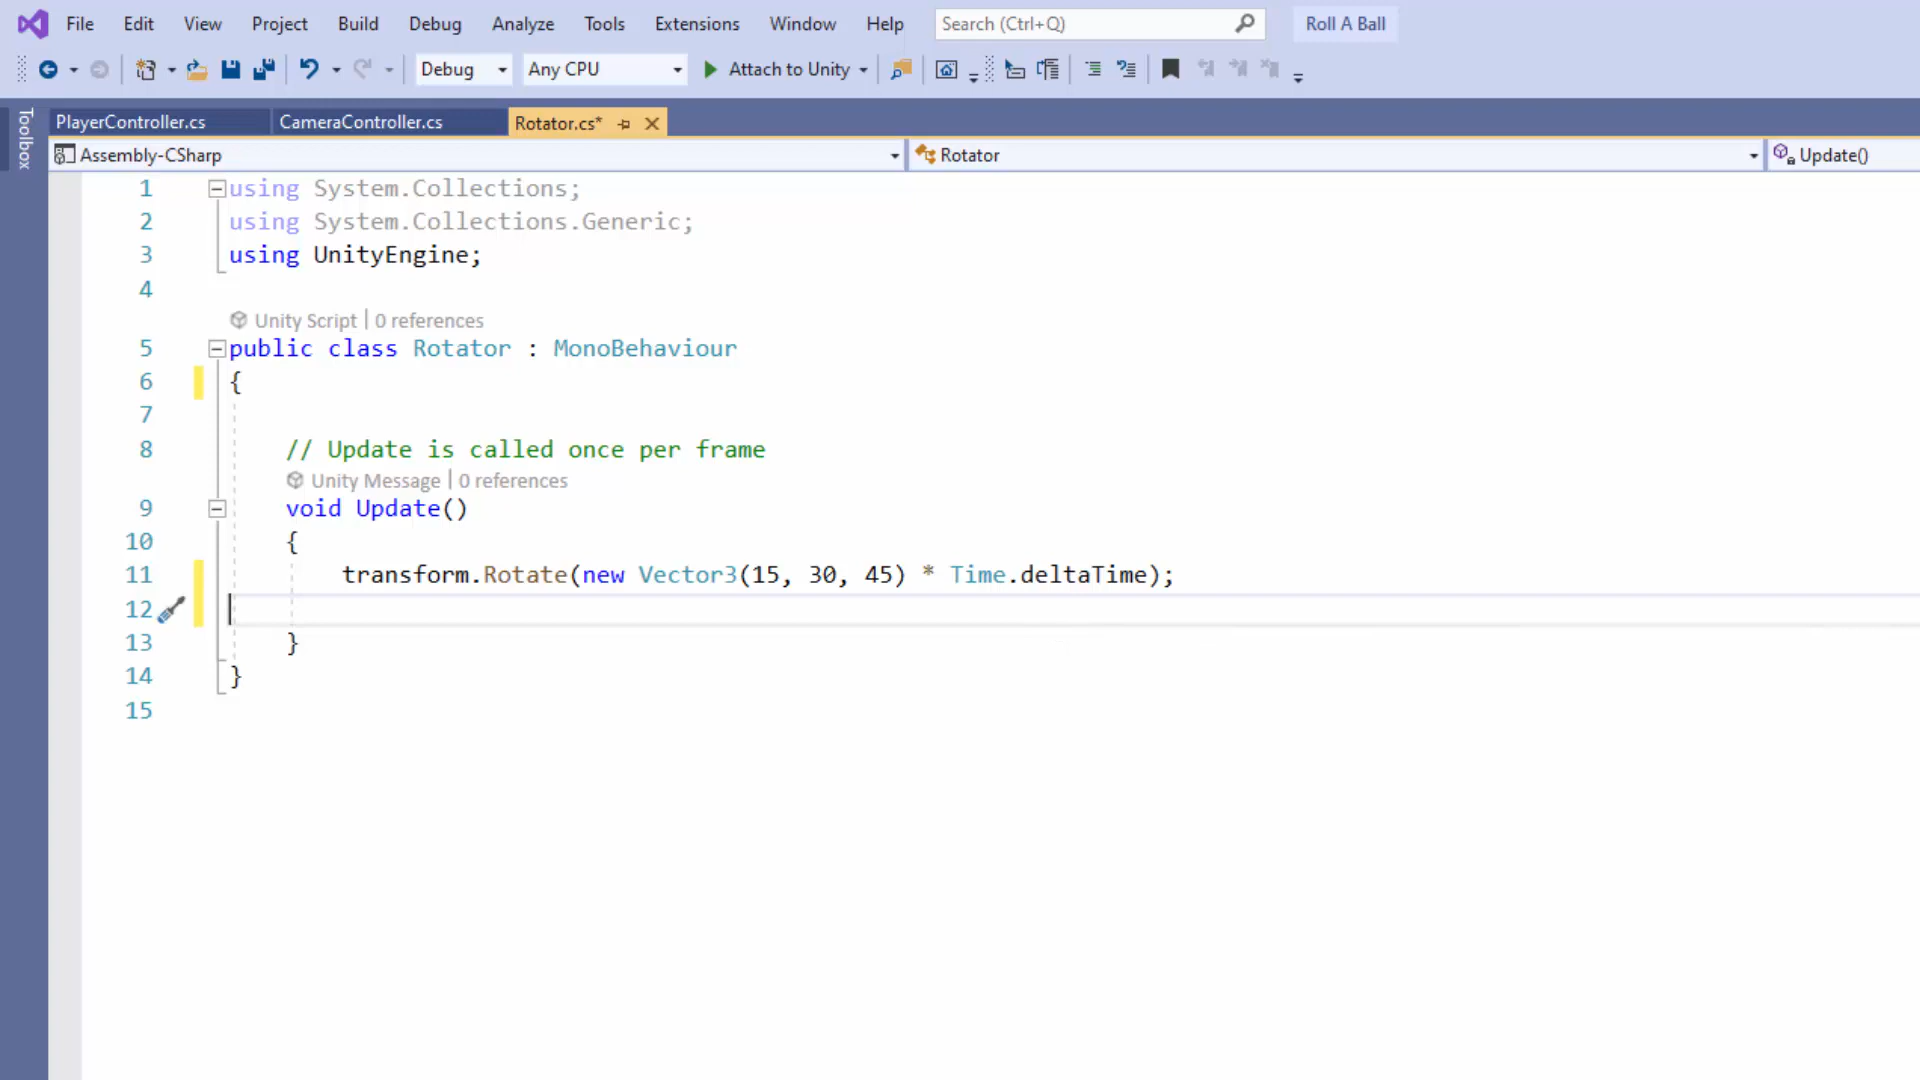 File Edit View Project Build Debug Analyze Tools Extensions Window Help Search (Ctrl+Q) Roll A Ball
Debug Any CPU Attach to Unity
Toolbox
PlayerController.cs CameraController.cs Rotator.cs*
Assembly-CSharp Rotator Update()
1 using System.Collections;
2 using System.Collections.Generic;
3 using UnityEngine;
4
Unity Script | 0 references
5 public class Rotator : MonoBehaviour
6 {
7
8 // Update is called once per frame
Unity Message | 0 references
9 void Update()
10 {
11 transform.Rotate(new Vector3(15, 30, 45) * Time.deltaTime);
12
13 }
14 }
15